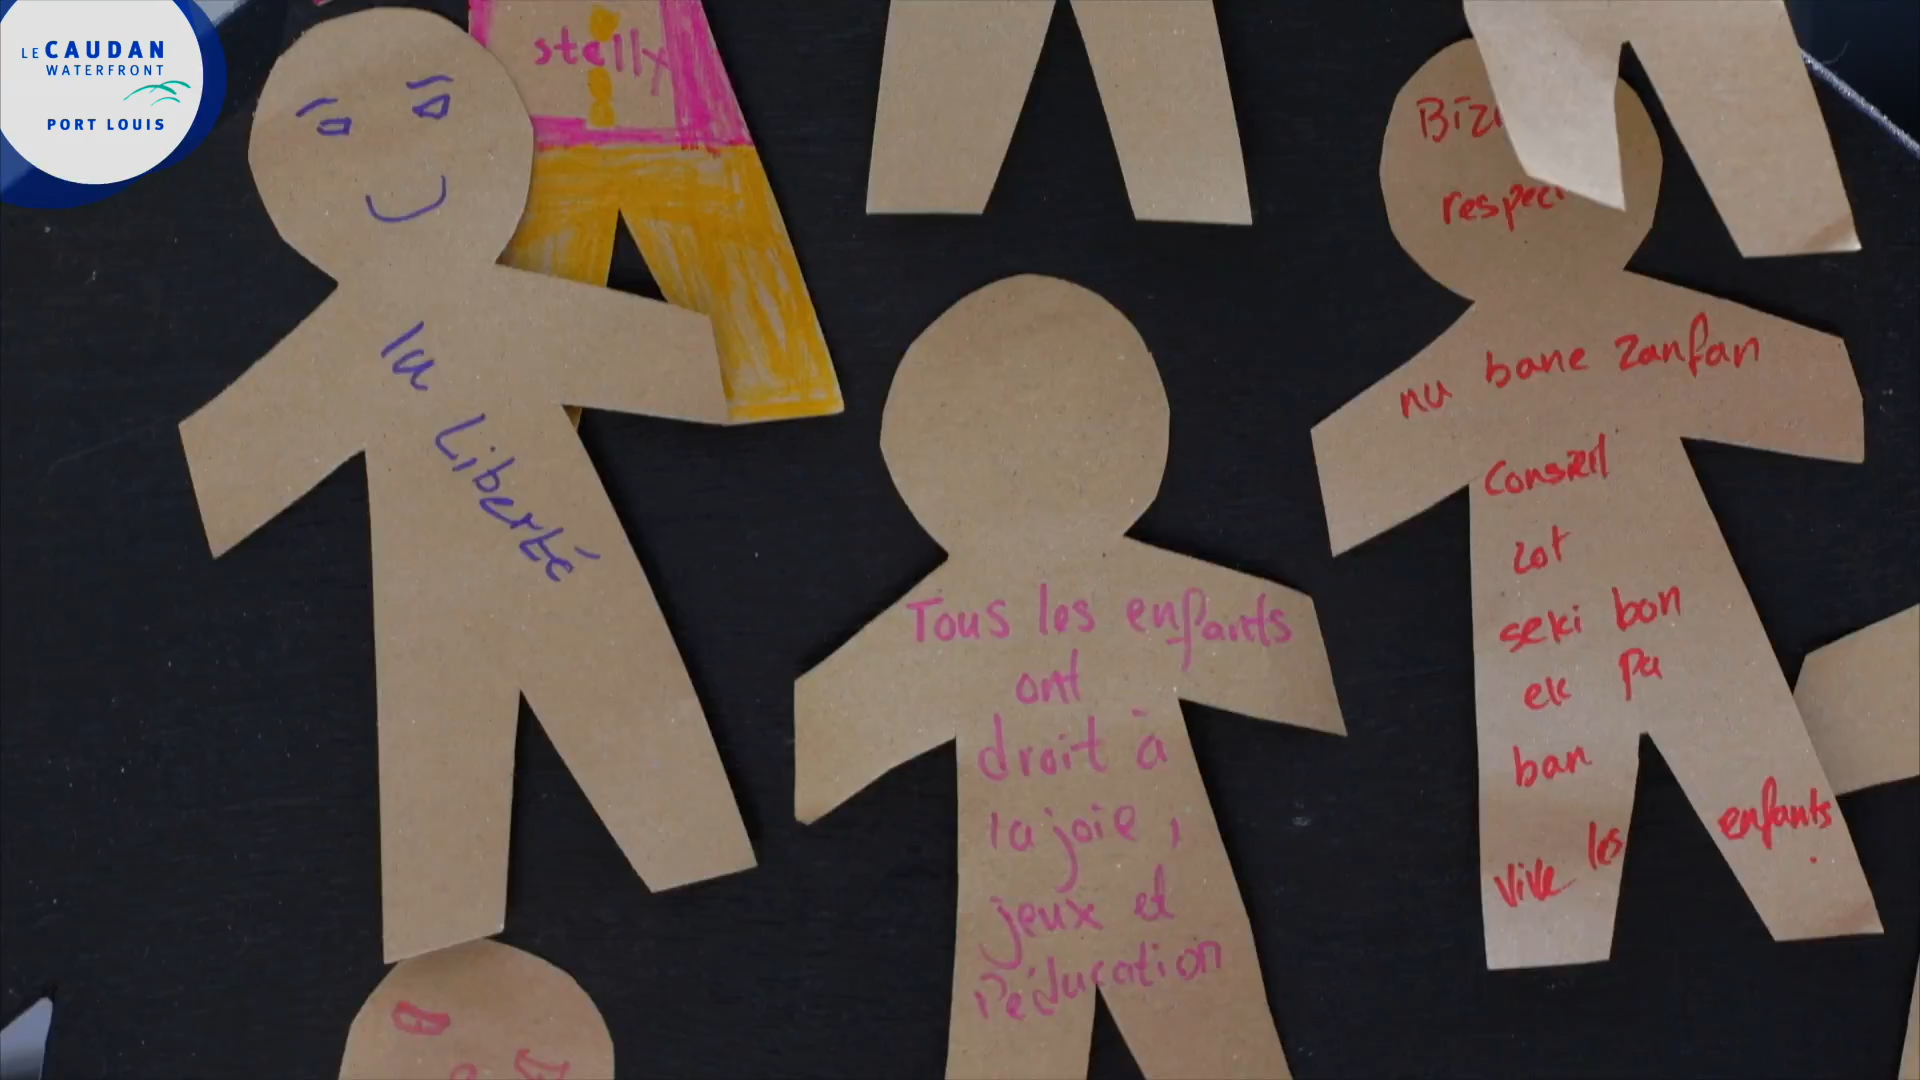 LE CAUDAN
WATERFRONT
PORT LOUIS
stelly
la
Liberté
Tous les enfants
ont
droit à
la joie,
jeux et
l'éducation
respect
nu bane zanfan
Conseil
zot
seki bon
ek pa
ban
vive les enfants.